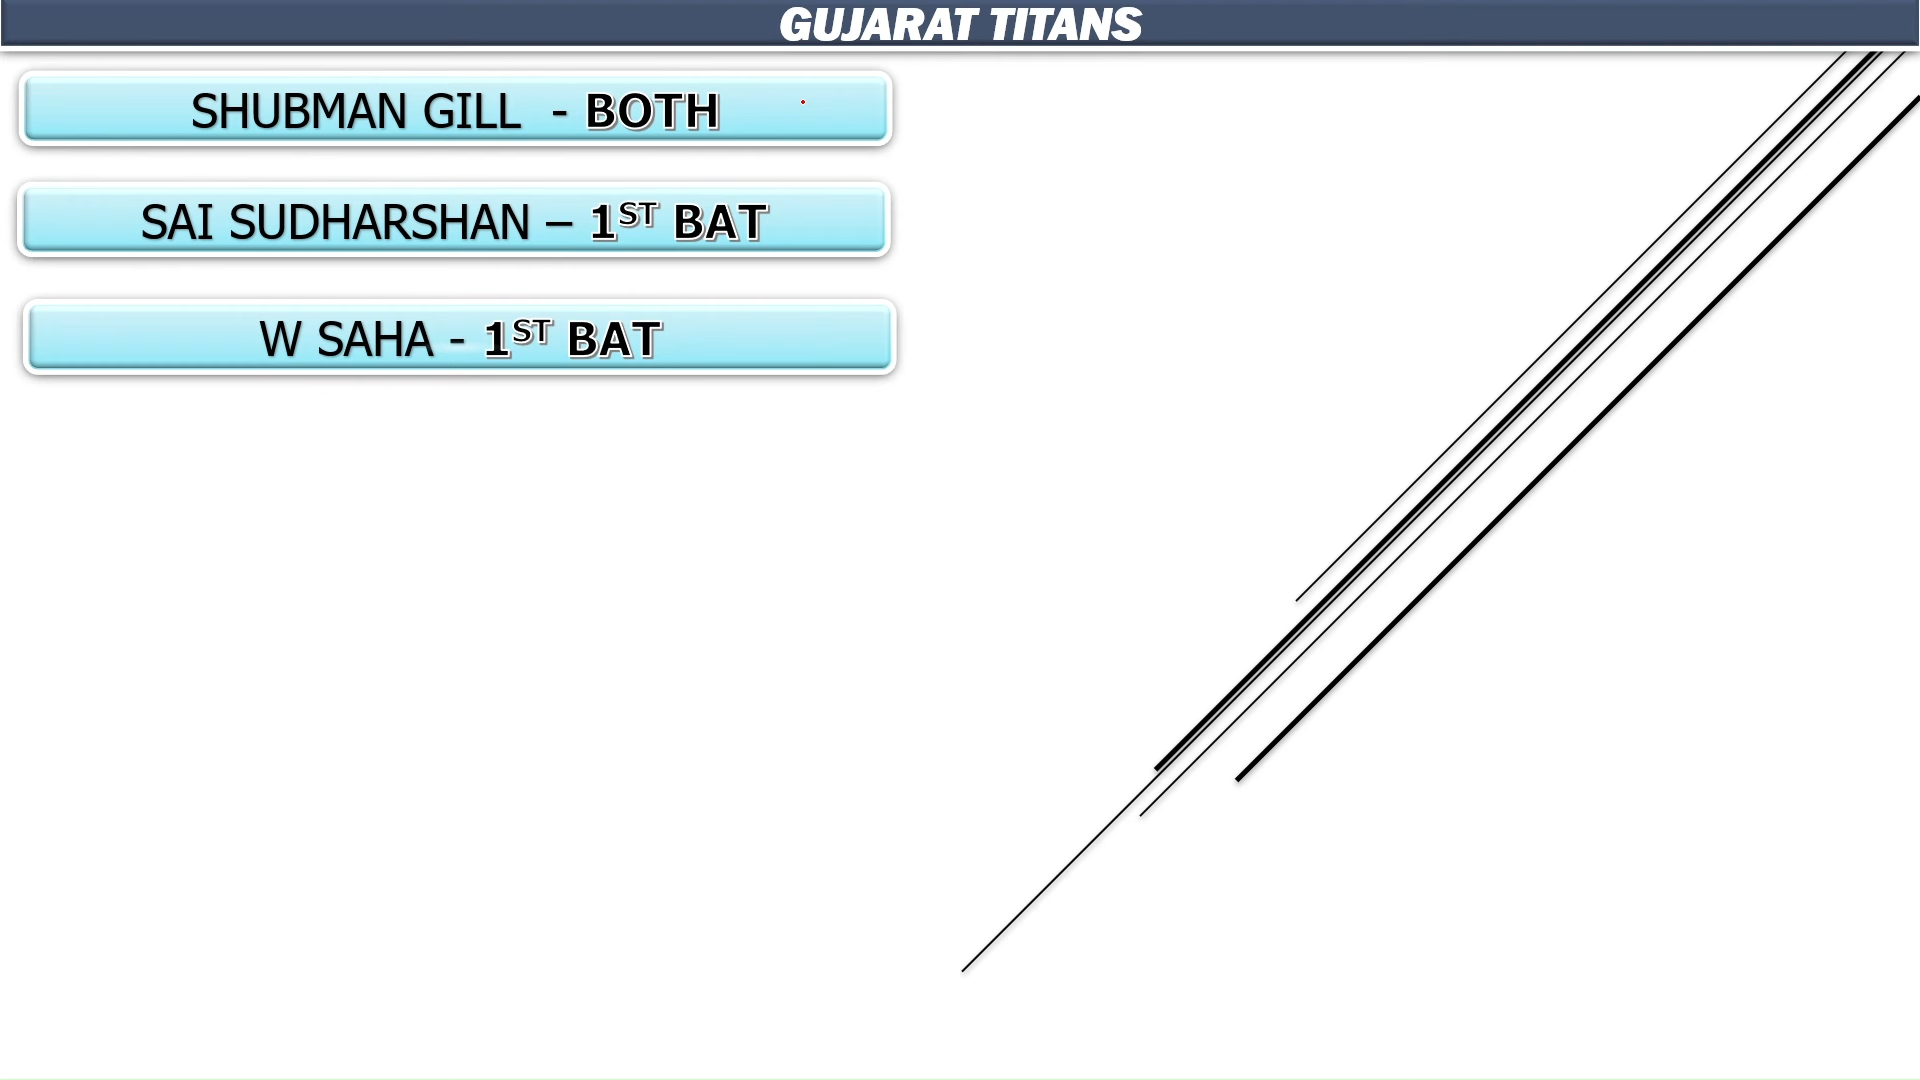 GUJARAT TITANS
SHUBMAN GILL - BOTH
SAI SUDHARSHAN – 1ST BAT
W SAHA - 1ST BAT